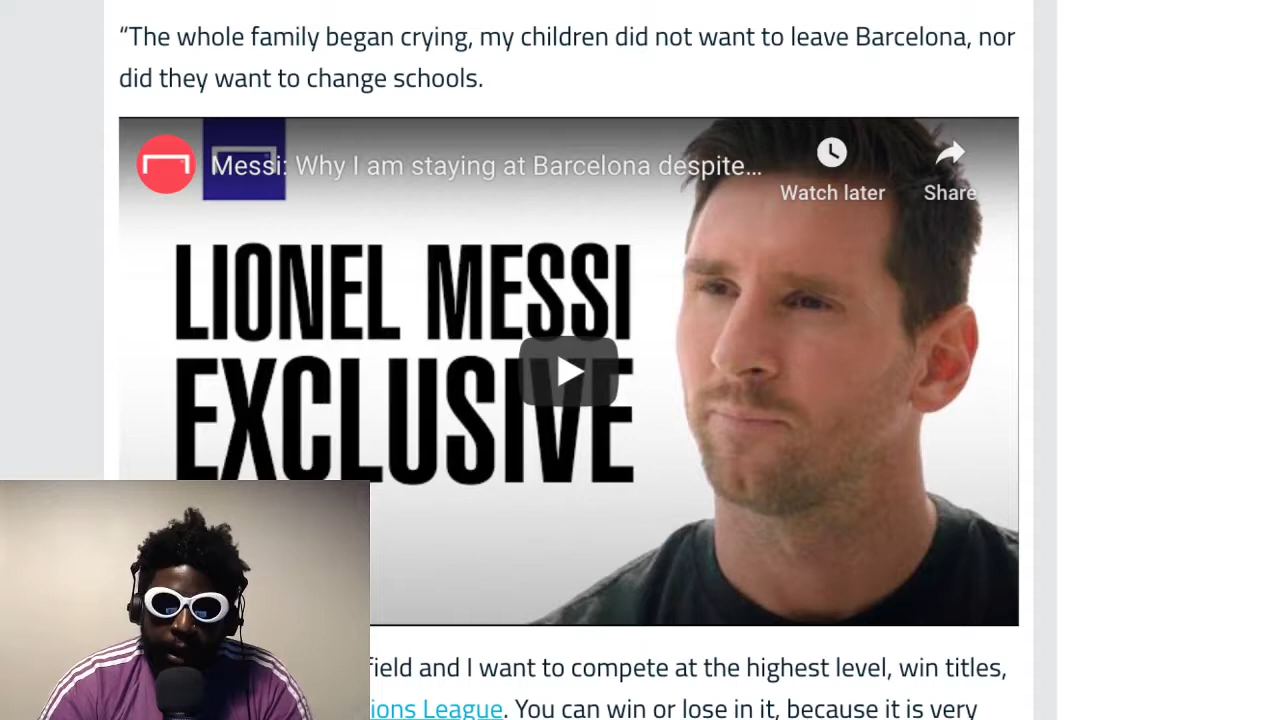 “The whole family began crying, my children did not want to leave Barcelona, nor
did they want to change schools.
Messi: Why I am staying at Barcelona despite...
Watch later
Share
LIONEL MESSI
EXCLUSIVE
field and I want to compete at the highest level, win titles,
ions League. You can win or lose in it, because it is very